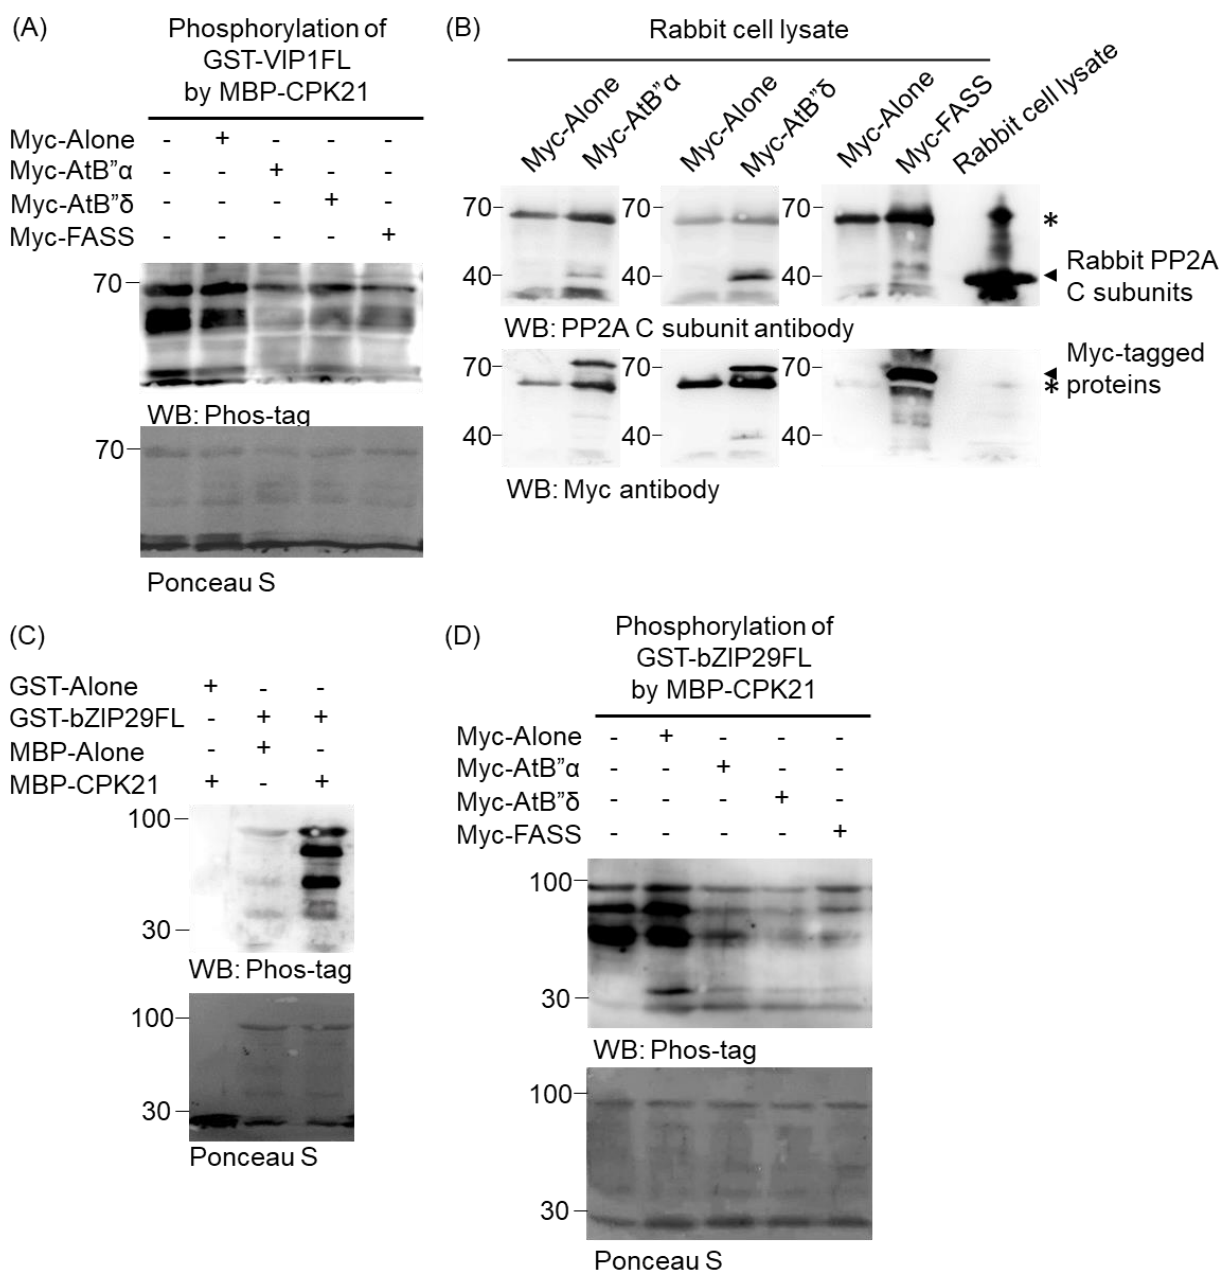 (A)
Phosphorylation of
GST-VIP1FL
by MBP-CPK21
Myc-Alone - + - - -
Myc-AtB”α - - + - -
Myc-AtB”δ - - - + -
Myc-FASS - - - - +
70
WB: Phos-tag
70
Ponceau S
(B)
Rabbit cell lysate
Myc-Alone
Myc-AtB”α
Myc-Alone
Myc-AtB”δ
Myc-Alone
Myc-FASS
Rabbit cell lysate
70 70 70 *
40 40 40
Rabbit PP2A
C subunits
WB: PP2A C subunit antibody
70 70 70
Myc-tagged
* proteins
40 40 40
WB: Myc antibody
(C)
GST-Alone + - -
GST-bZIP29FL - + +
MBP-Alone - + -
MBP-CPK21 + - +
100
30
WB: Phos-tag
100
30
Ponceau S
(D)
Phosphorylation of
GST-bZIP29FL
by MBP-CPK21
Myc-Alone - + - - -
Myc-AtB”α - - + - -
Myc-AtB”δ - - - + -
Myc-FASS - - - - +
100
30
WB: Phos-tag
100
30
Ponceau S